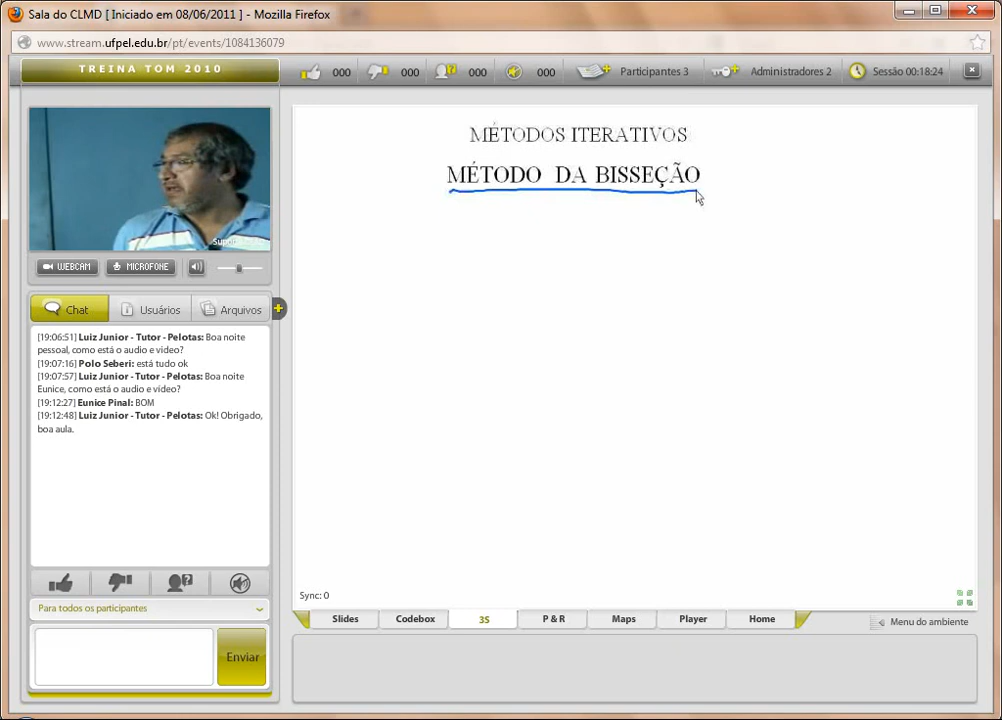 Sala do CLMD [ Iniciado em 08/06/2011 ] - Mozilla Firefox
www.stream.ufpel.edu.br/pt/events/1084136079
TREINA TOM 2010
000
000
000
000
Participantes 3
Administradores 2
Sessão 00:18:24
MÉTODOS ITERATIVOS
MÉTODO DA BISSEÇÃO
WEBCAM
MICROFONE
Chat
Usuários
Arquivos
[19:06:51] Luiz Junior - Tutor - Pelotas: Boa noite
pessoal, como está o audio e video?
[19:07:16] Polo Seberi: está tudo ok
[19:07:57] Luiz Junior - Tutor - Pelotas: Boa noite
Eunice, como está o audio e vídeo?
[19:12:27] Eunice Pinal: BOM
[19:12:48] Luiz Junior - Tutor - Pelotas: Ok! Obrigado,
boa aula.
Para todos os participantes
Enviar
Sync: 0
Slides
Codebox
3S
P & R
Maps
Player
Home
Menu do ambiente